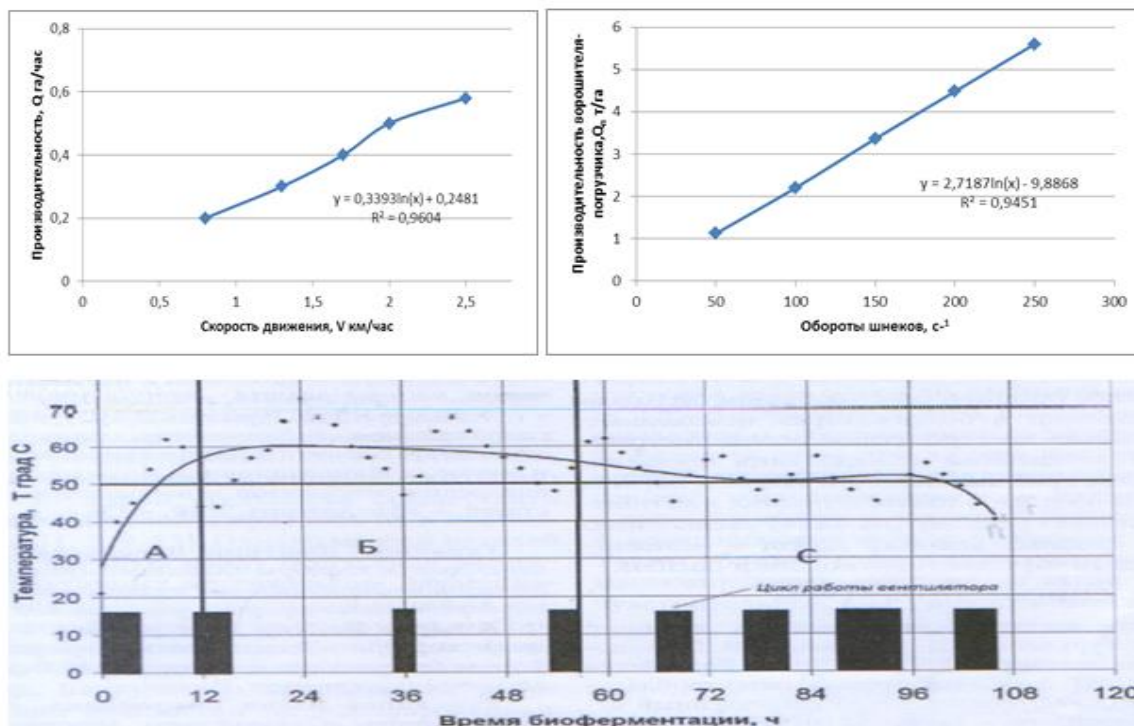 Производительность, Q га/час
0,8
0,6
0,4
0,2
0
y = 0,3393ln(x) + 0,2481
R² = 0,9604
0 0,5 1 1,5 2 2,5
Скорость движения, V км/час
Производительность ворошителя-
погрузчика,Qₙ т/га
6
5
4
3
2
1
0
y = 2,7187ln(x) - 9,8868
R² = 0,9451
0 50 100 150 200 250 300
Обороты шнеков, с-¹
Температура, Т град С
70
60
50
40
30
20
10
0
А Б С
Цикл работы вентилятора
0 12 24 36 48 60 72 84 96 108 120
Время биоферментации, ч